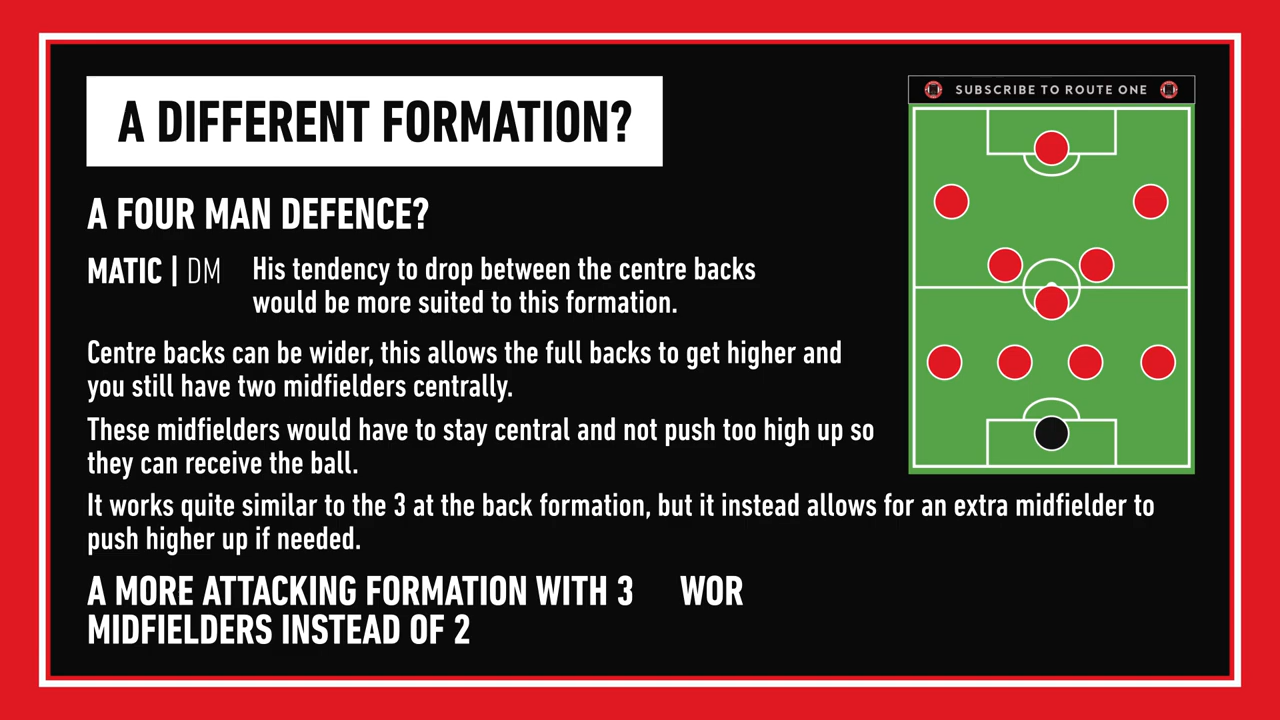 SUBSCRIBE TO ROUTE ONE
A DIFFERENT FORMATION?
A FOUR MAN DEFENCE?
MATIC | DM His tendency to drop between the centre backs
would be more suited to this formation.
Centre backs can be wider, this allows the full backs to get higher and
you still have two midfielders centrally.
These midfielders would have to stay central and not push too high up so
they can receive the ball.
It works quite similar to the 3 at the back formation, but it instead allows for an extra midfielder to
push higher up if needed.
A MORE ATTACKING FORMATION WITH 3 WOR
MIDFIELDERS INSTEAD OF 2